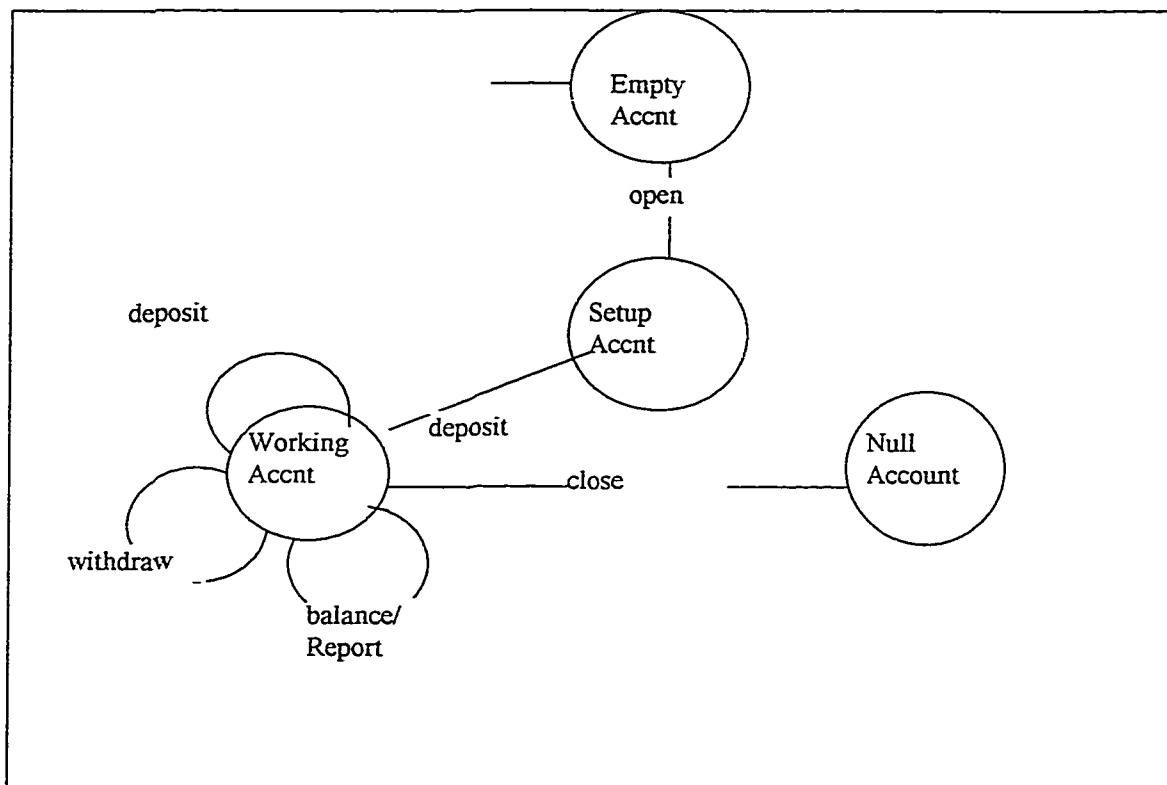 Empty
Accnt
open
Setup
Accnt
deposit
deposit
Working
Accnt
Null
Account
close
withdraw
balance/
Report